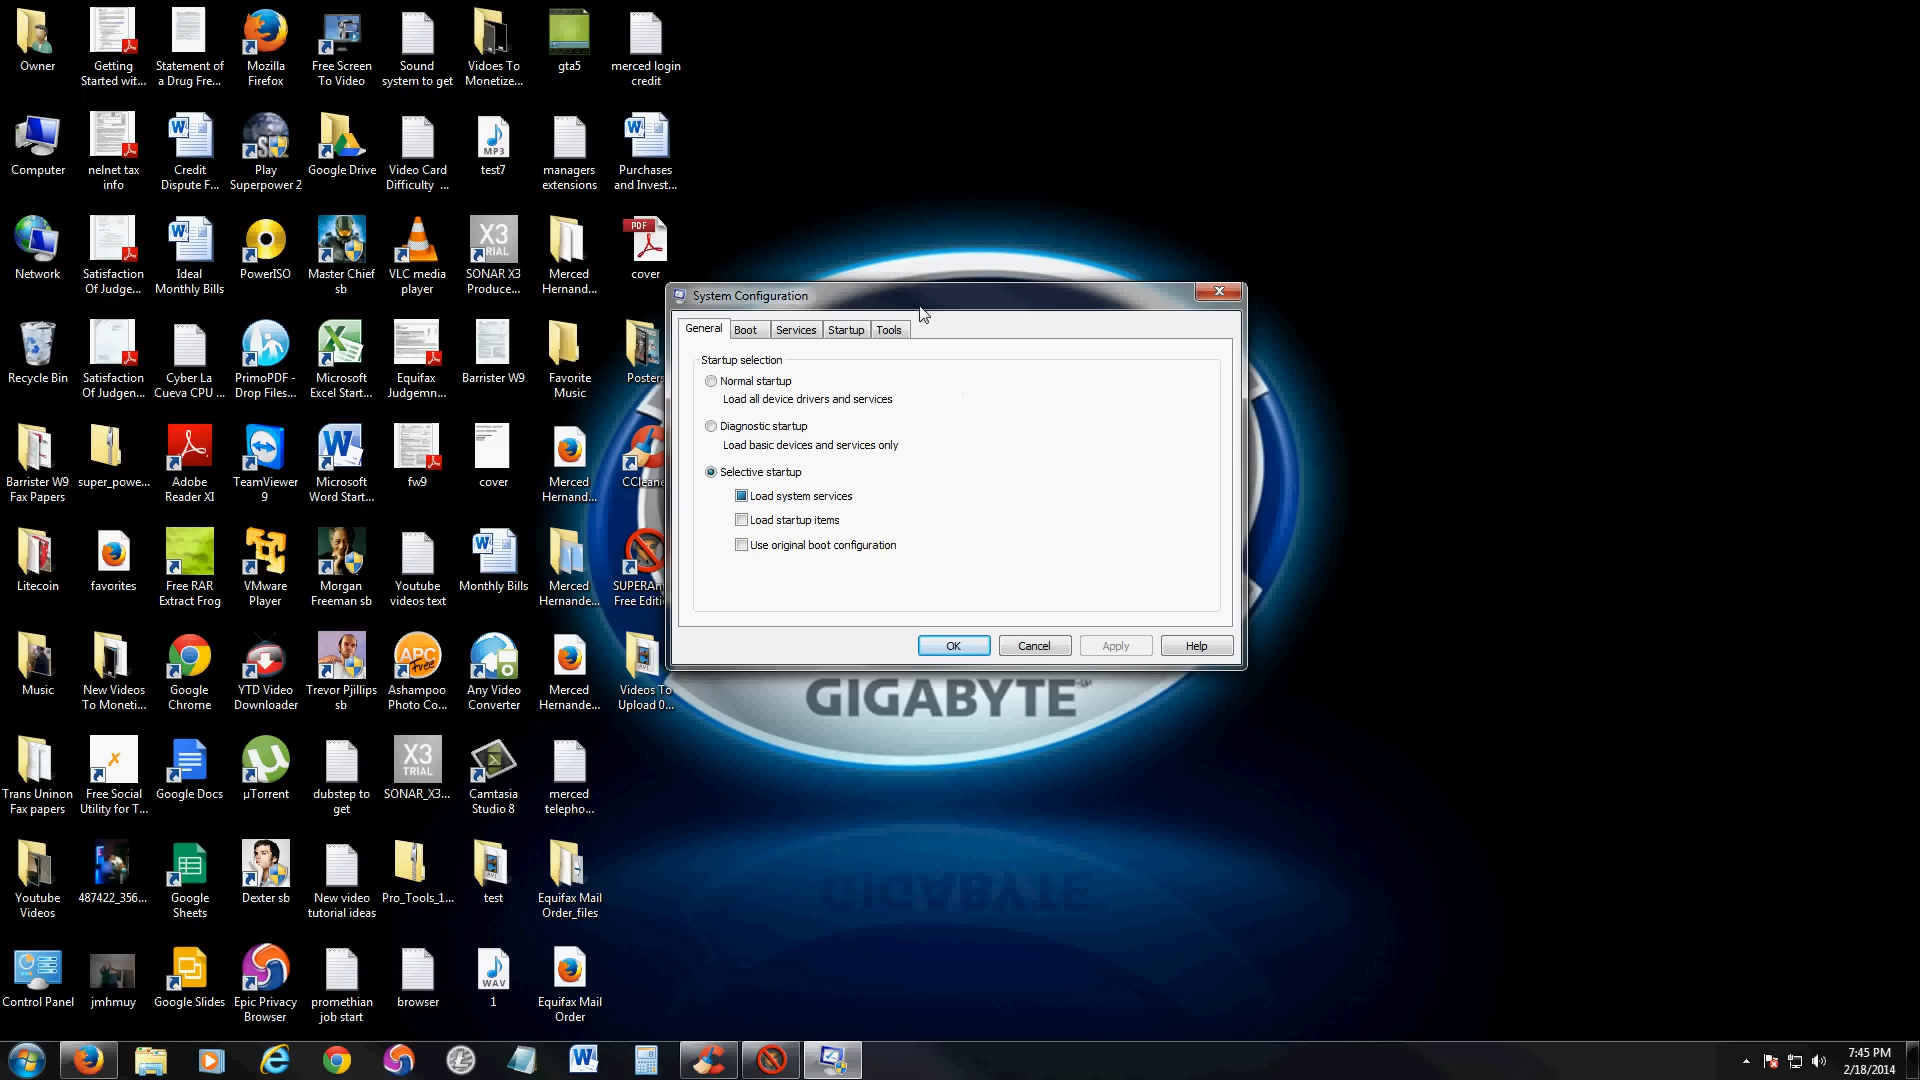 Owner
Getting
Started wit...
Statement of
a Drug Fre...
Mozilla
Firefox
Free Screen
To Video
Sound
system to get
Vidoes To
Monetize...
gta5
merced login
credit
Computer
nelnet tax
info
Credit
Dispute F...
Play
Superpower 2
Google Drive
Video Card
Difficulty ...
MP3
test7
managers
extensions
Purchases
and Invest...
Network
Satisfaction
Of Judge...
Ideal
Monthly Bills
PowerISO
Master Chief
sb
VLC media
player
X3
RIAL
SONAR X3
Produce...
Merced
Hernand...
PDF
cover
Recycle Bin
Satisfaction
Of Judgen...
Cyber La
Cueva CPU ...
PrimoPDF -
Drop Files...
Microsoft
Excel Start...
Equifax
Judgemn...
Barrister W9
Favorite
Music
Posters
Barrister W9
Fax Papers
super_powe...
Adobe
Reader XI
TeamViewer
9
Microsoft
Word Start...
fw9
cover
Merced
Hernand...
CCleane
Litecoin
favorites
Free RAR
Extract Frog
VMware
Player
Morgan
Freeman sb
Youtube
videos text
Monthly Bills
Merced
Hernande...
SUPERAn
Free Editi
Music
New Videos
To Moneti...
Google
Chrome
YTD Video
Downloader
Trevor Pjillips
sb
APC
Free
Ashampoo
Photo Co...
Any Video
Converter
Merced
Hernande...
Videos To
Upload 0...
Trans Uninon
Fax papers
Free Social
Utility for T...
Google Docs
µTorrent
dubstep to
get
X3
TRIAL
SONAR_X3...
Camtasia
Studio 8
merced
telepho...
Youtube
Videos
487422_356...
Google
Sheets
Dexter sb
New video
tutorial ideas
Pro_Tools_1...
test
Equifax Mail
Order_files
Control Panel
jmhmuy
Google Slides
Epic Privacy
Browser
promethian
job start
browser
WAV
1
Equifax Mail
Order
System Configuration
General
Boot
Services
Startup
Tools
Startup selection
Normal startup
Load all device drivers and services
Diagnostic startup
Load basic devices and services only
Selective startup
Load system services
Load startup items
Use original boot configuration
OK
Cancel
Apply
Help
GIGABYTE™
7:45 PM
2/18/2014